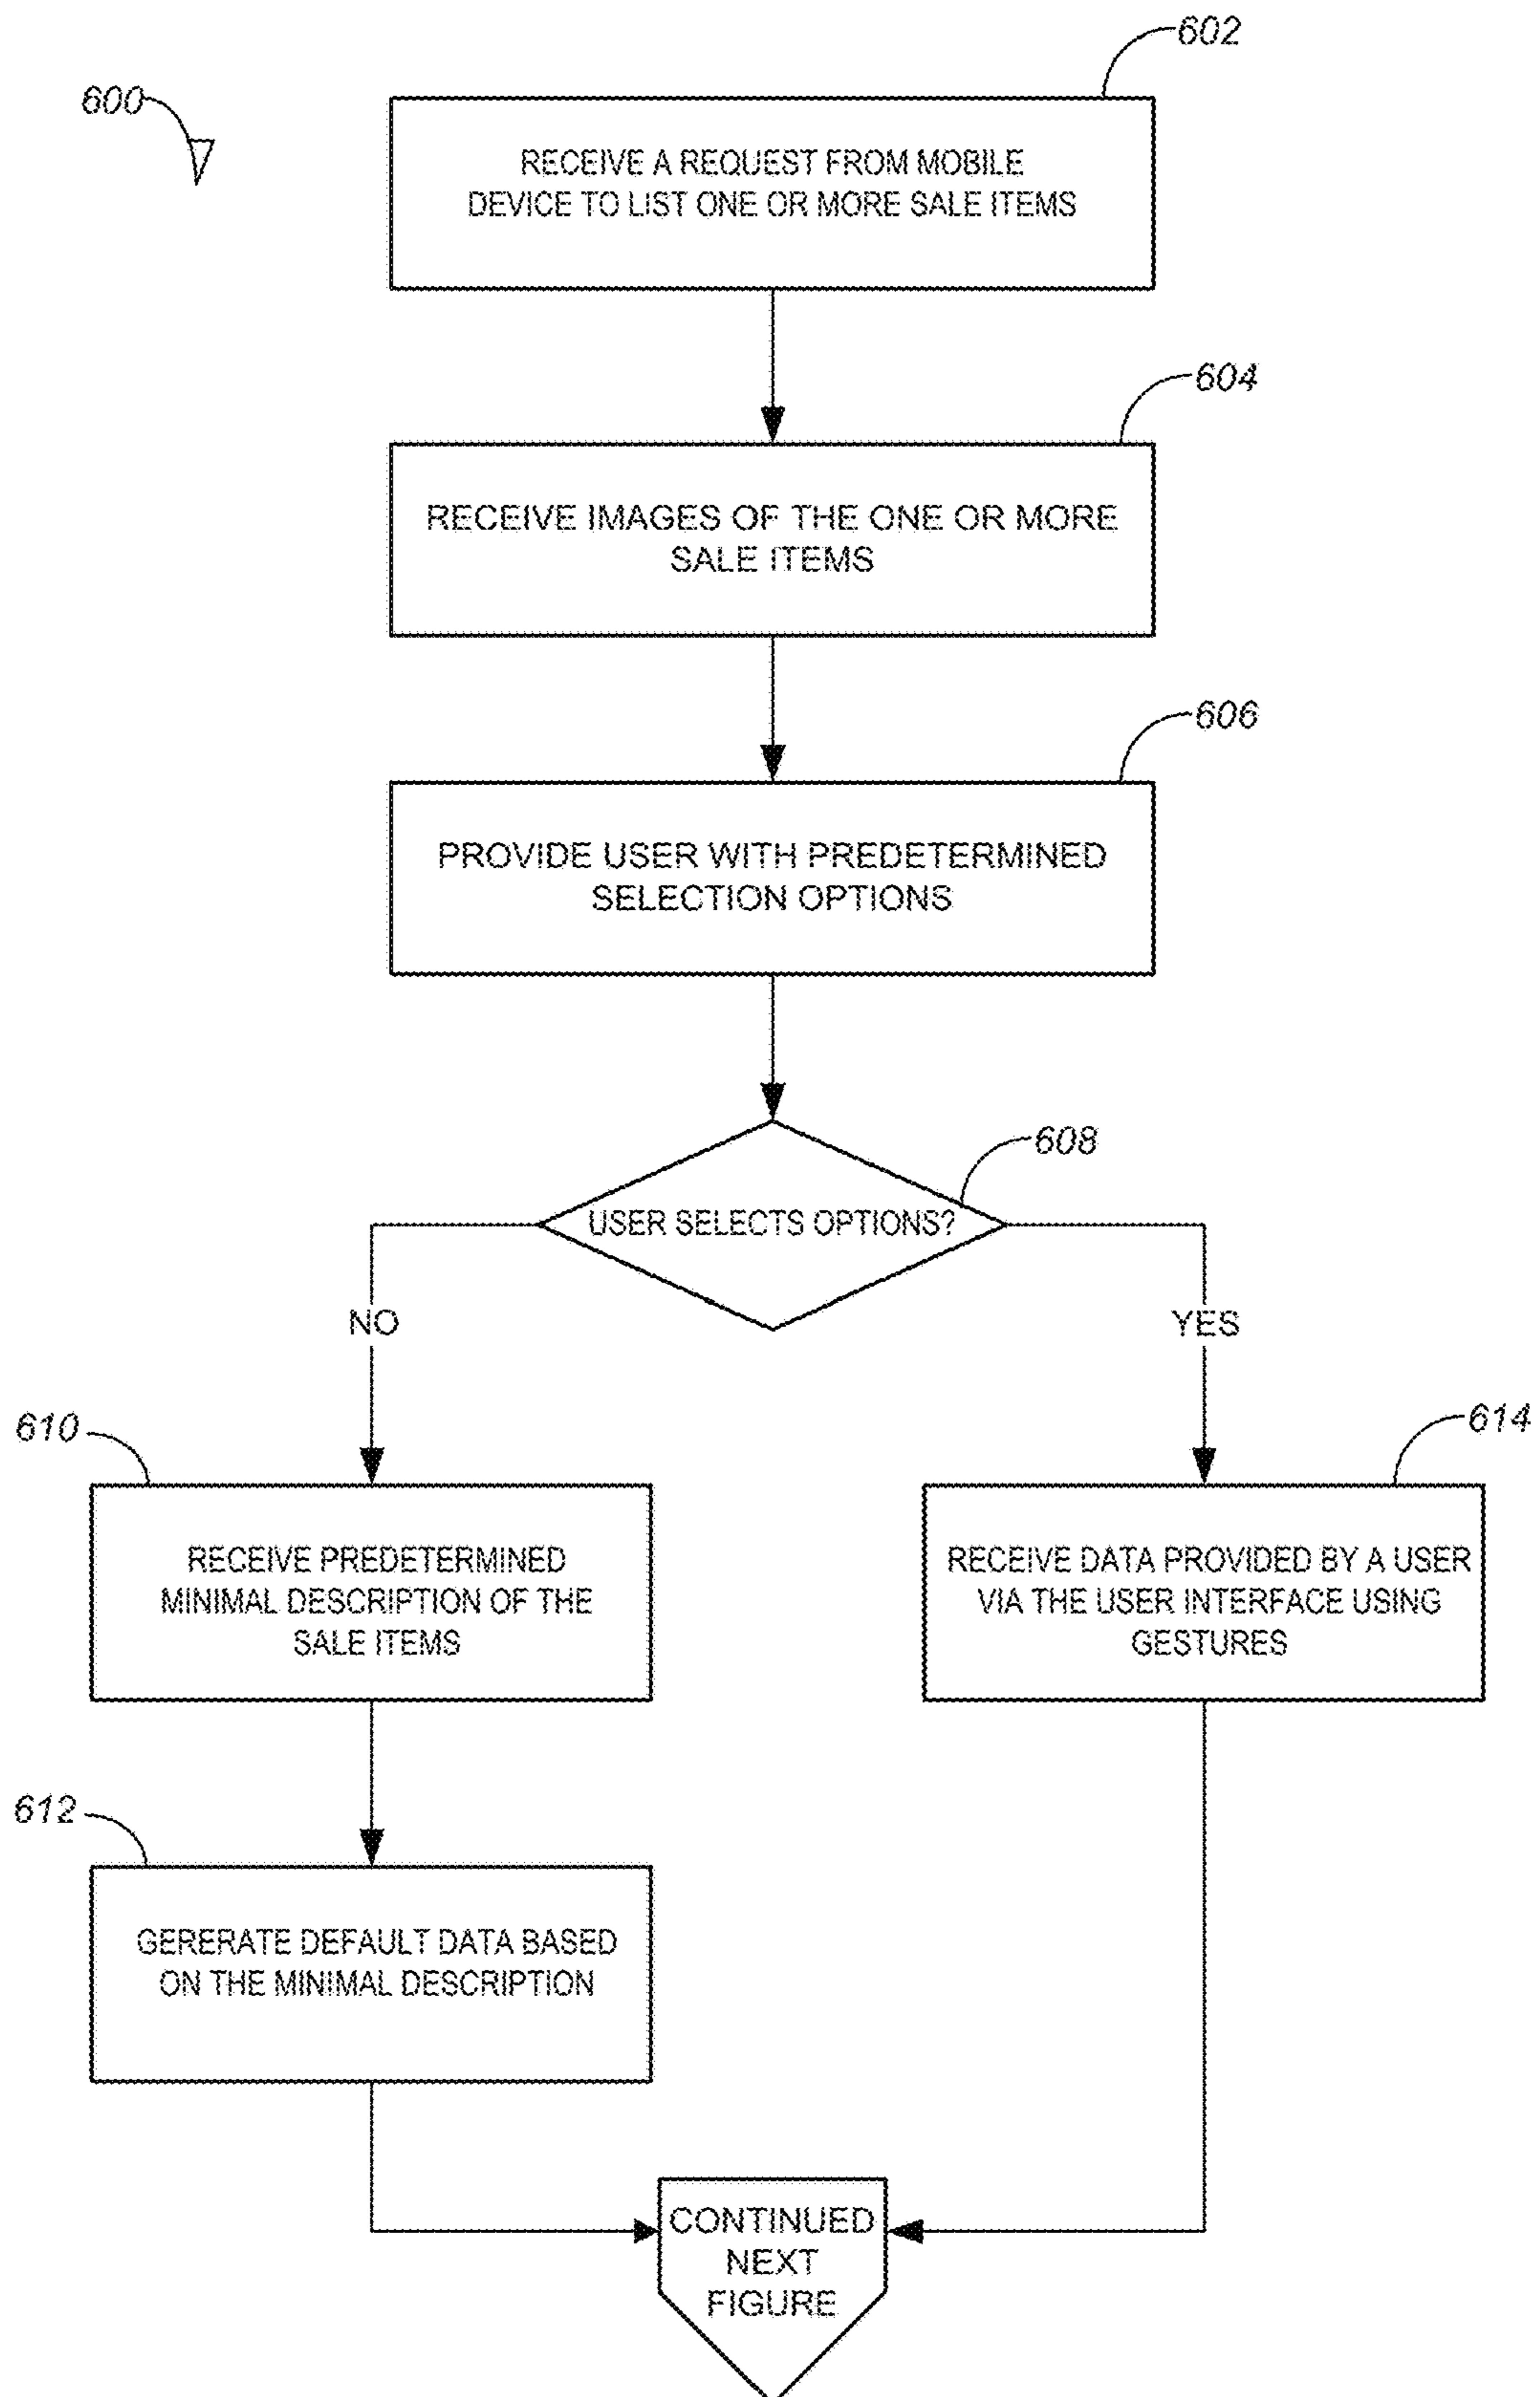 602
600
RECEIVE A REQUEST FROM MOBILE
DEVICE TO LIST ONE OR MORE SALE ITEMS
604
RECEIVE IMAGES OF THE ONE OR MORE
SALE ITEMS
606
PROVIDE USER WITH PREDETERMINED
SELECTION OPTIONS
608
USER SELECTS OPTIONS?
NO
YES
610
614
RECEIVE PREDETERMINED
MINIMAL DESCRIPTION OF THE
SALE ITEMS
RECEIVE DATA PROVIDED BY A USER
VIA THE USER INTERFACE USING
GESTURES
612
GERERATE DEFAULT DATA BASED
ON THE MINIMAL DESCRIPTION
CONTINUED
NEXT
FIGURE